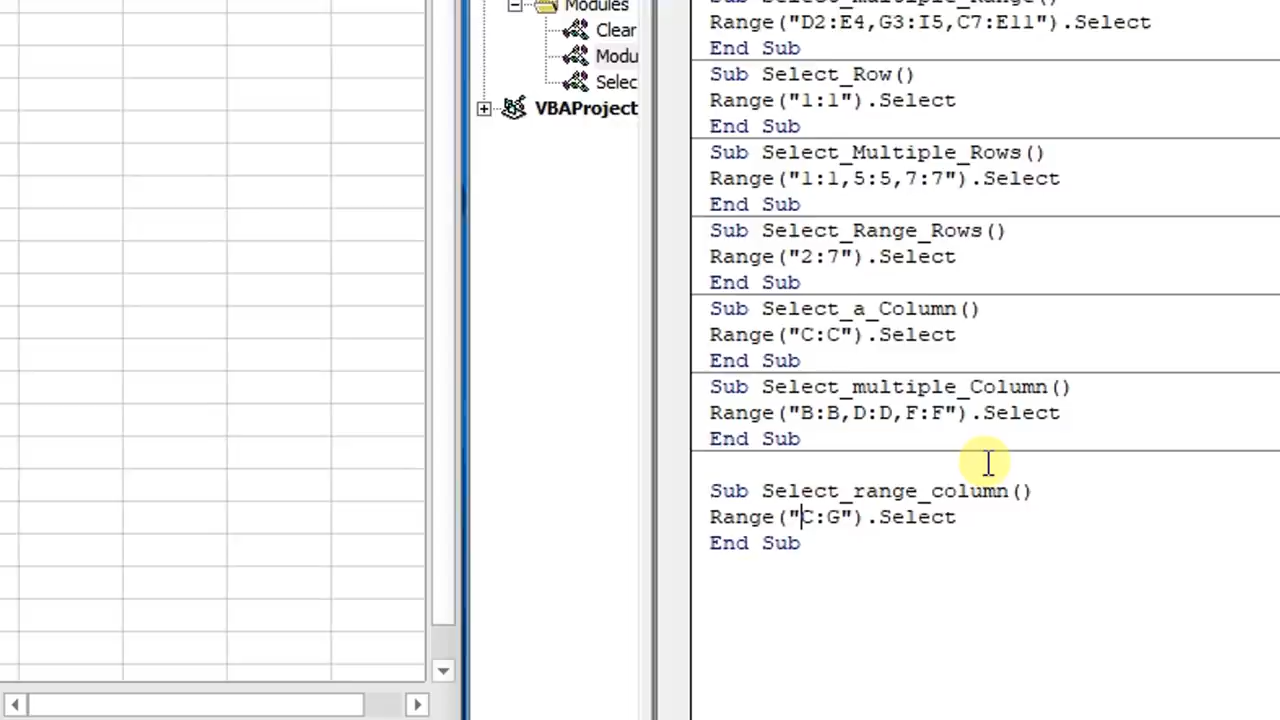 Modules
Clear
Modu
Selec
VBAProject
Range("D2:E4,G3:I5,C7:E11").Select
End Sub
Sub Select_Row()
Range("1:1").Select
End Sub
Sub Select_Multiple_Rows()
Range("1:1,5:5,7:7").Select
End Sub
Sub Select_Range_Rows()
Range("2:7").Select
End Sub
Sub Select_a_Column()
Range("C:C").Select
End Sub
Sub Select_multiple_Column()
Range("B:B,D:D,F:F").Select
End Sub
Sub Select_range_column()
Range("C:G").Select
End Sub